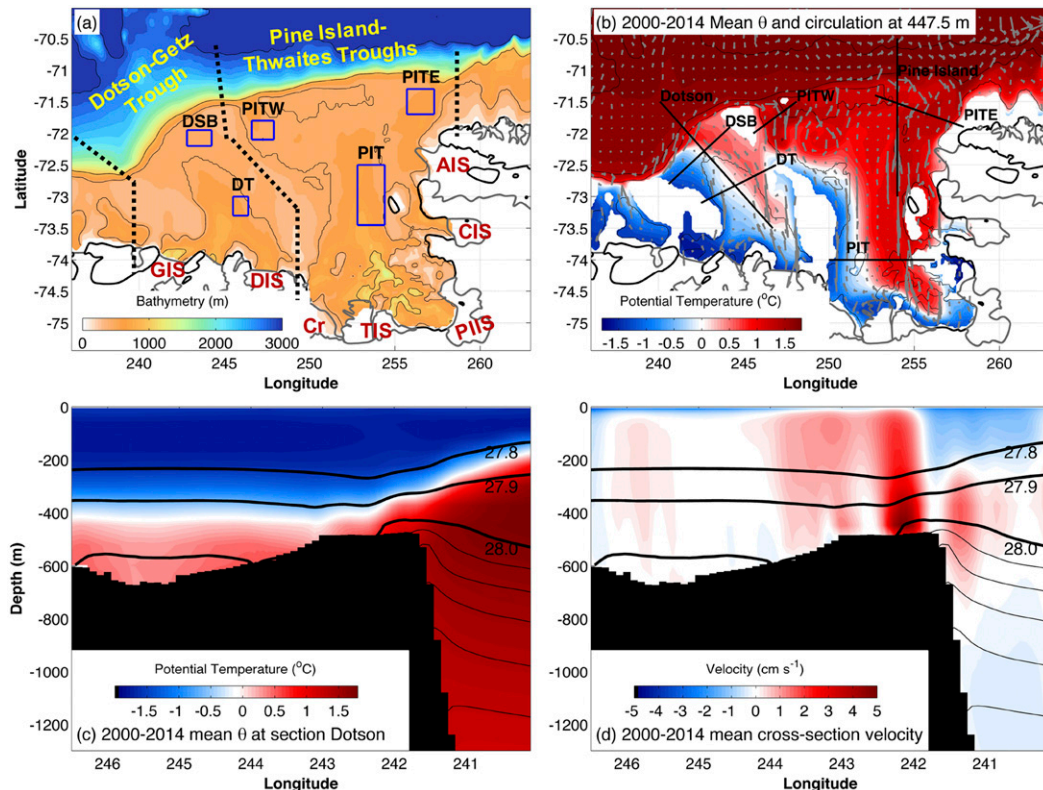 (a)
Dotson-Getz
Trough
Pine Island-
Thwaites Troughs
PITE
DSB
PITW
PIT
DT
AIS
CIS
GIS
DIS
Cr
TIS
PIIS
Bathymetry (m)
0 1000 2000 3000
-70.5
-71
-71.5
-72
-72.5
-73
-73.5
-74
-74.5
-75
Latitude
240 245 250 255 260
Longitude
(b) 2000-2014 Mean θ and circulation at 447.5 m
Pine Island
Dotson
PITW
DSB
PITE
DT
PIT
Potential Temperature (°C)
-1.5 -1 -0.5 0 0.5 1 1.5
-70.5
-71
-71.5
-72
-72.5
-73
-73.5
-74
-74.5
-75
240 245 250 255 260
Longitude
0
-200
-400
-600
-800
-1000
-1200
Depth (m)
27.8
27.9
28.0
Potential Temperature (°C)
-1.5 -1 -0.5 0 0.5 1 1.5
(c) 2000-2014 mean θ at section Dotson
246 245 244 243 242 241
Longitude
0
-200
-400
-600
-800
-1000
-1200
27.8
27.9
28.0
Velocity (cm s⁻¹)
-5 -4 -3 -2 -1 0 1 2 3 4 5
(d) 2000-2014 mean cross-section velocity
246 245 244 243 242 241
Longitude